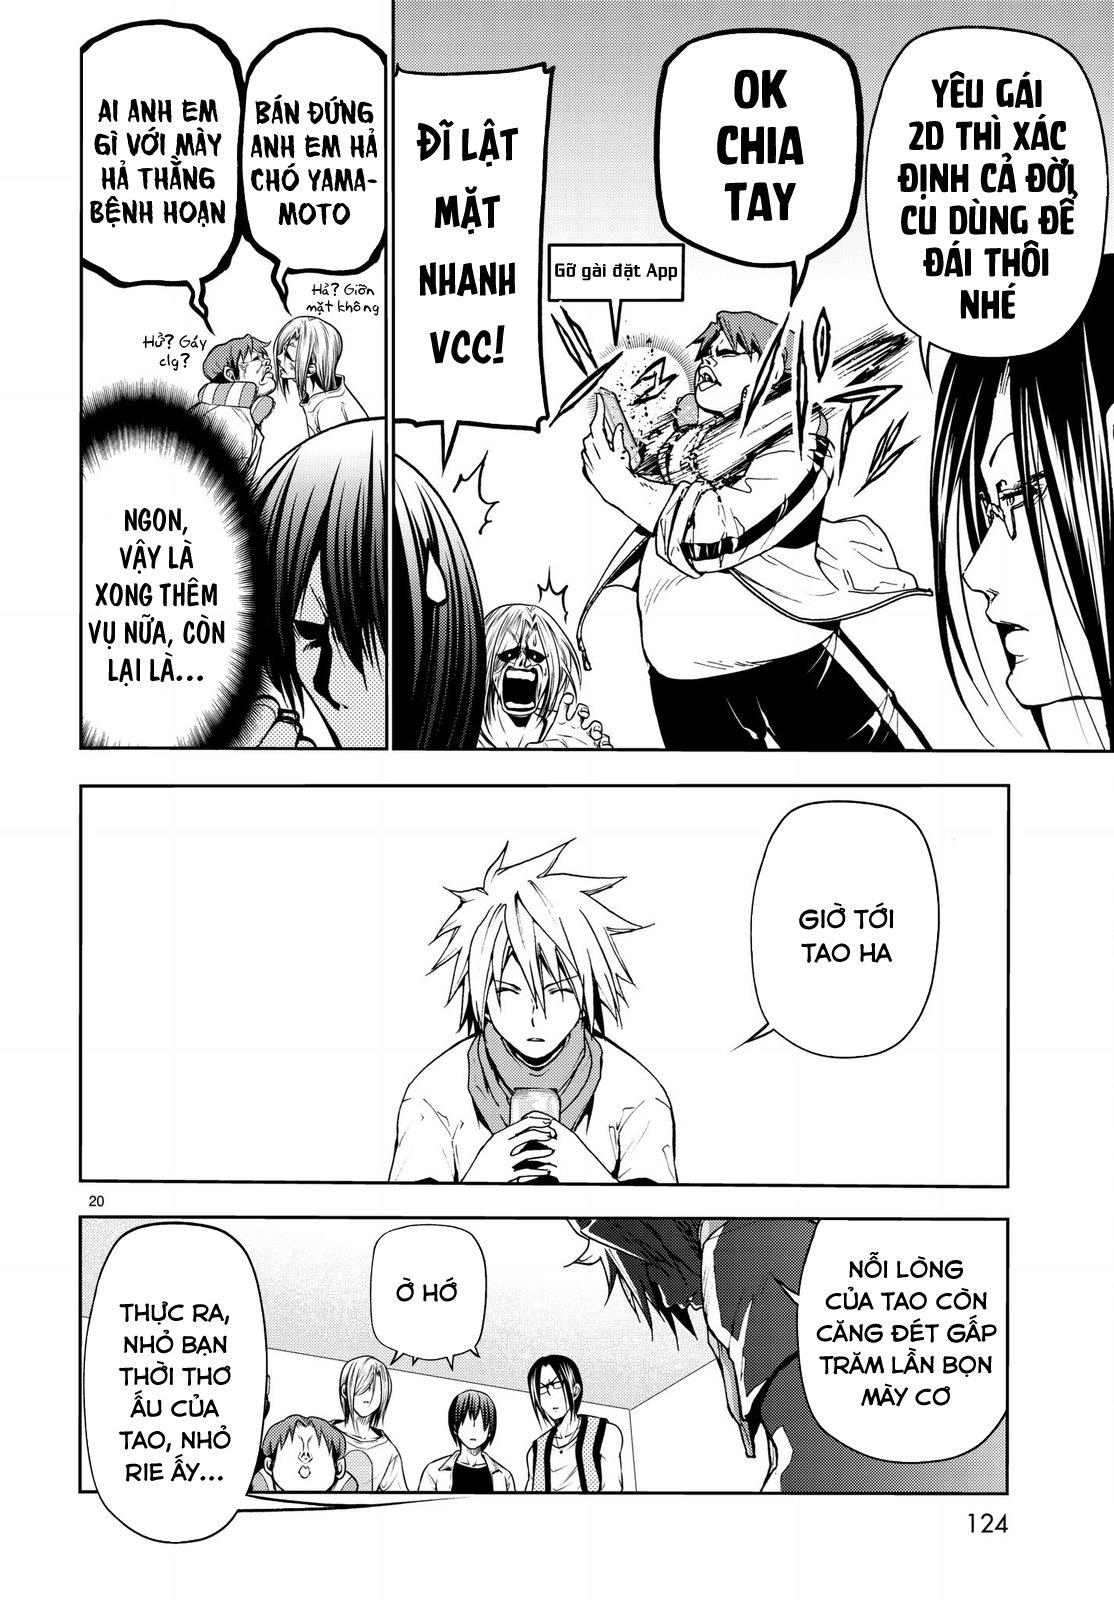 YÊU GÁI
2D THÌ XÁC
ĐỊNH CẢ ĐỜI
CU DÙNG ĐỂ
ĐÁI THÔI
NHÉ
OK
CHIA
TAY
Gỡ gài đặt App
ĐĨ LẬT
MẶT
NHANH
VCC!
BÁN ĐỨNG
ANH EM HẢ
CHÓ YAMA-
MOTO
AI ANH EM
GÌ VỚI MÀY
HẢ THẰNG
BỆNH HOẠN
Hả? Giỡn
mặt không
Hở? Gáy
clg?
NGON,
VẬY LÀ
XONG THÊM
VỤ NỮA, CÒN
LẠI LÀ...
GIỜ TỚI
TAO HA
20
NỖI LÒNG
CỦA TAO CÒN
CĂNG ĐÉT GẤP
TRĂM LẦN BỌN
MÀY CƠ
Ờ HỚ
THỰC RA,
NHỎ BẠN
THỜI THƠ
ẤU CỦA
TAO, NHỎ
RIE ẤY...
124